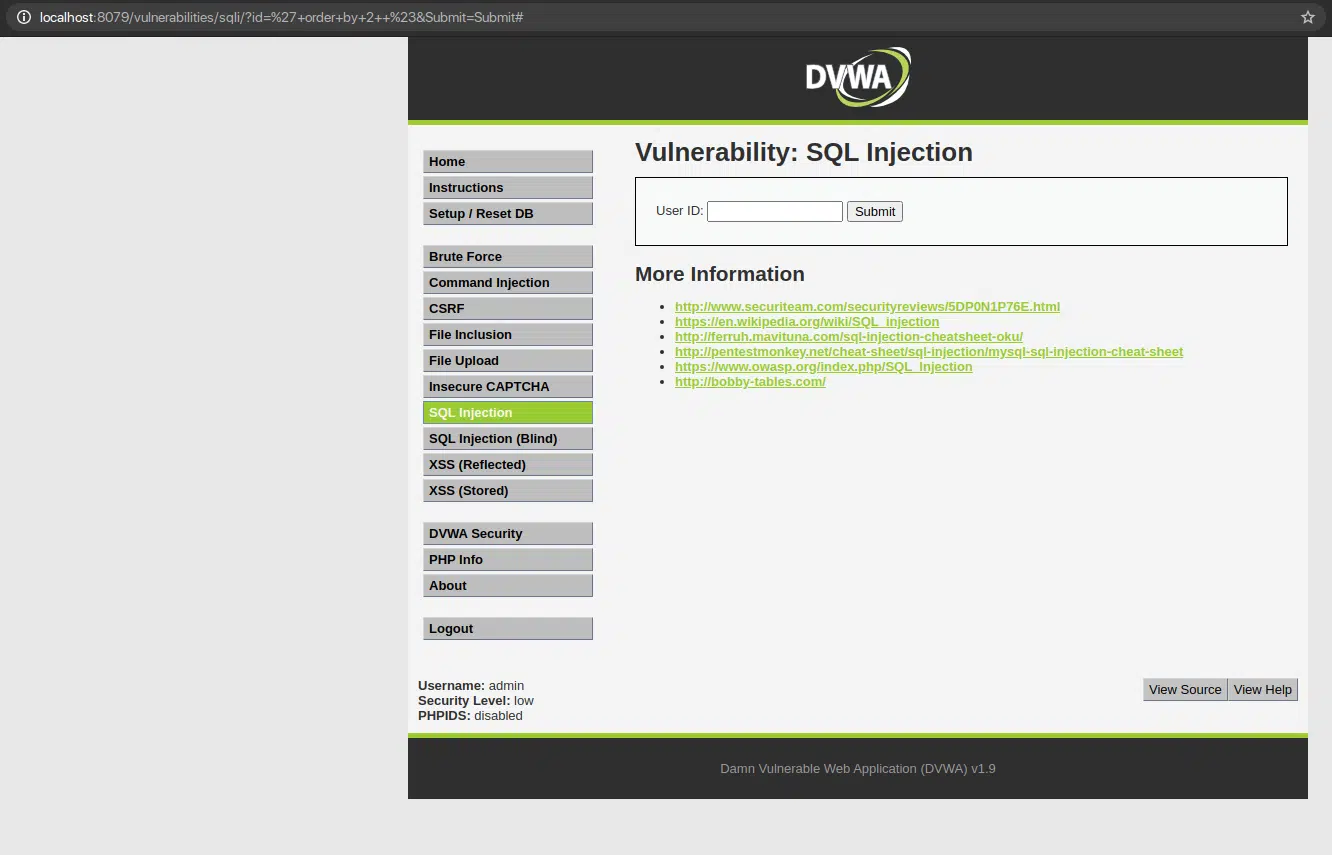 localhost:8079/vulnerabilities/sqli/?id=%27+order+by+2++%23&Submit=Submit#
DVWA
Home
Instructions
Setup / Reset DB
Brute Force
Command Injection
CSRF
File Inclusion
File Upload
Insecure CAPTCHA
SQL Injection
SQL Injection (Blind)
XSS (Reflected)
XSS (Stored)
DVWA Security
PHP Info
About
Logout
Vulnerability: SQL Injection
User ID: Submit
More Information
http://www.securiteam.com/securityreviews/5DP0N1P76E.html
https://en.wikipedia.org/wiki/SQL_injection
http://ferruh.mavituna.com/sql-injection-cheatsheet-oku/
http://pentestmonkey.net/cheat-sheet/sql-injection/mysql-sql-injection-cheat-sheet
https://www.owasp.org/index.php/SQL_Injection
http://bobby-tables.com/
Username: admin
Security Level: low
PHPIDS: disabled
View Source View Help
Damn Vulnerable Web Application (DVWA) v1.9